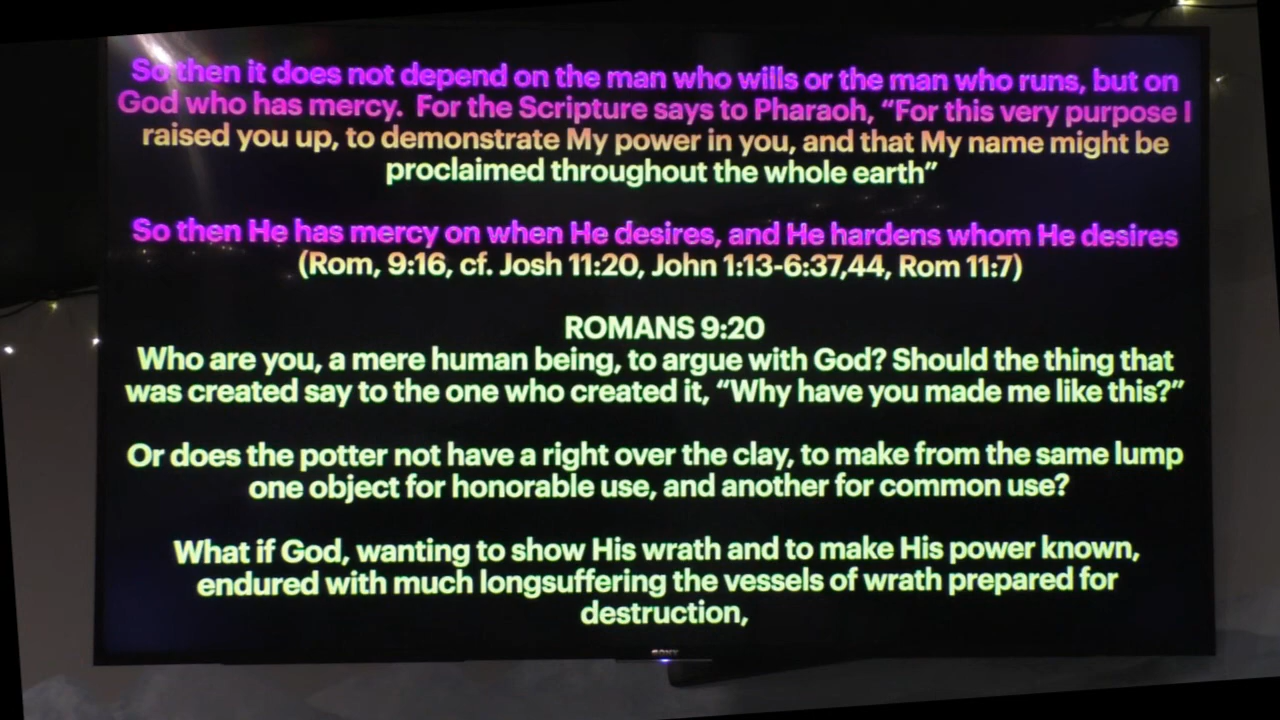 So then it does not depend on the man who wills or the man who runs, but on
God who has mercy.  For the Scripture says to Pharaoh, “For this very purpose I
raised you up, to demonstrate My power in you, and that My name might be
proclaimed throughout the whole earth”
So then He has mercy on when He desires, and He hardens whom He desires
(Rom, 9:16, cf. Josh 11:20, John 1:13-6:37,44, Rom 11:7)
ROMANS 9:20
Who are you, a mere human being, to argue with God? Should the thing that
was created say to the one who created it, “Why have you made me like this?”
Or does the potter not have a right over the clay, to make from the same lump
one object for honorable use, and another for common use?
What if God, wanting to show His wrath and to make His power known,
endured with much longsuffering the vessels of wrath prepared for
destruction,
SONY